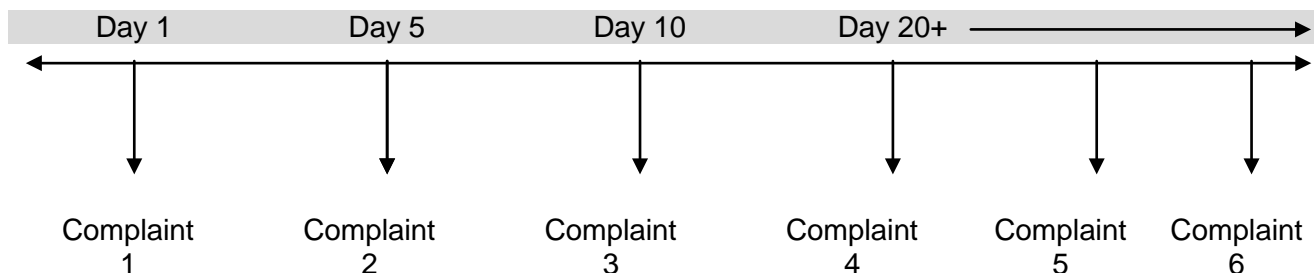 Day 1 Day 5 Day 10 Day 20+
Complaint Complaint Complaint Complaint Complaint Complaint
1 2 3 4 5 6